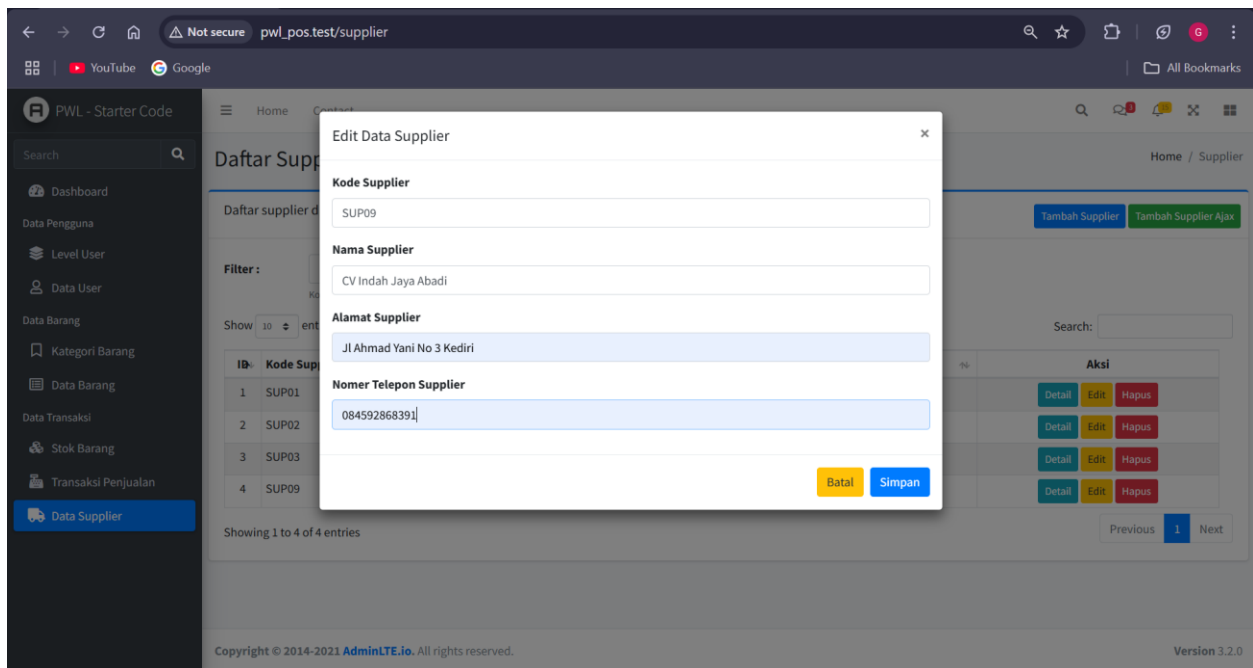 Not secure pwl_pos.test/supplier G
YouTube Google All Bookmarks
PWL - Starter Code Home Contact
Edit Data Supplier ×
Search Daftar Supp Home / Supplier
Dashboard
Kode Supplier
Daftar supplier d SUP09 Tambah Supplier Tambah Supplier Ajax
Data Pengguna
Level User
Nama Supplier
Filter :
CV Indah Jaya Abadi
Data User
Ko
Alamat Supplier
Data Barang
Show 10 ent Search:
Jl Ahmad Yani No 3 Kediri
Kategori Barang
ID Kode Sup Aksi
Nomer Telepon Supplier
Data Barang
1 SUP01 Detail Edit Hapus
084592868391
Data Transaksi
2 SUP02 Detail Edit Hapus
Stok Barang
3 SUP03 Detail Edit Hapus
Transaksi Penjualan
Batal Simpan
4 SUP09 Detail Edit Hapus
Data Supplier
Showing 1 to 4 of 4 entries Previous 1 Next
Copyright © 2014-2021 AdminLTE.io. All rights reserved. Version 3.2.0